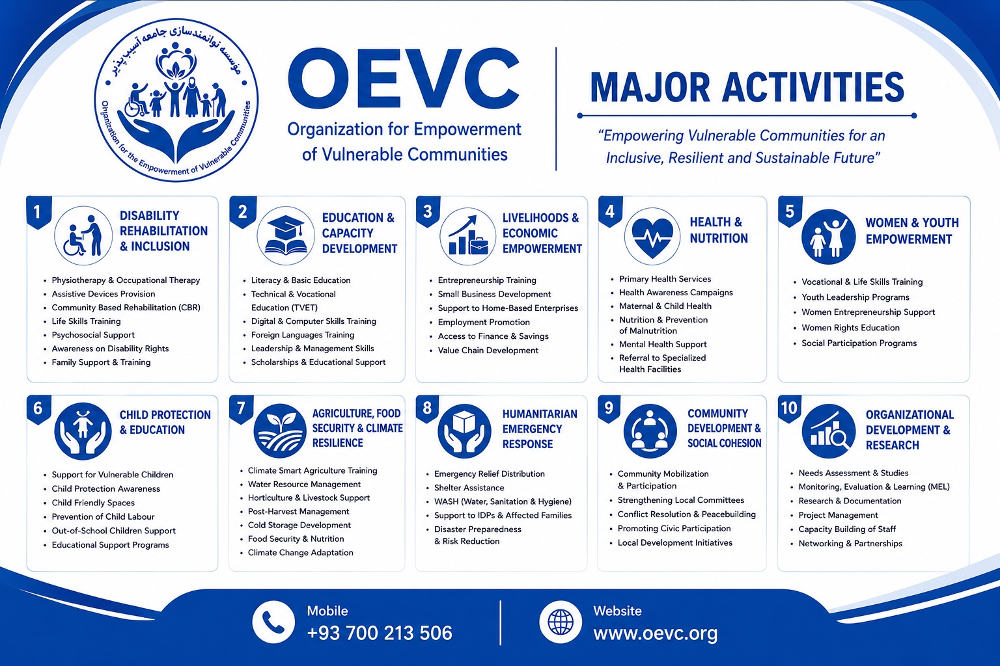 موسسه توانمندسازی جامعه آسیب‌پذیر
Organization for the Empowerment of Vulnerable Communities
OEVC
Organization for Empowerment
of Vulnerable Communities
MAJOR ACTIVITIES
“Empowering Vulnerable Communities for an
Inclusive, Resilient and Sustainable Future”
1
DISABILITY
REHABILITATION
& INCLUSION
• Physiotherapy & Occupational Therapy
• Assistive Devices Provision
• Community Based Rehabilitation (CBR)
• Life Skills Training
• Psychosocial Support
• Awareness on Disability Rights
• Family Support & Training
2
EDUCATION &
CAPACITY
DEVELOPMENT
• Literacy & Basic Education
• Technical & Vocational
Education (TVET)
• Digital & Computer Skills Training
• Foreign Languages Training
• Leadership & Management Skills
• Scholarships & Educational Support
3
LIVELIHOODS &
ECONOMIC
EMPOWERMENT
• Entrepreneurship Training
• Small Business Development
• Support to Home-Based Enterprises
• Employment Promotion
• Access to Finance & Savings
• Value Chain Development
4
HEALTH &
NUTRITION
• Primary Health Services
• Health Awareness Campaigns
• Maternal & Child Health
• Nutrition & Prevention
of Malnutrition
• Mental Health Support
• Referral to Specialized
Health Facilities
5
WOMEN & YOUTH
EMPOWERMENT
• Vocational & Life Skills Training
• Youth Leadership Programs
• Women Entrepreneurship Support
• Women Rights Education
• Social Participation Programs
6
CHILD PROTECTION
& EDUCATION
• Support for Vulnerable Children
• Child Protection Awareness
• Child Friendly Spaces
• Prevention of Child Labour
• Out-of-School Children Support
• Educational Support Programs
7
AGRICULTURE, FOOD
SECURITY & CLIMATE
RESILIENCE
• Climate Smart Agriculture Training
• Water Resource Management
• Horticulture & Livestock Support
• Post-Harvest Management
• Cold Storage Development
• Food Security & Nutrition
• Climate Change Adaptation
8
HUMANITARIAN
EMERGENCY
RESPONSE
• Emergency Relief Distribution
• Shelter Assistance
• WASH (Water, Sanitation & Hygiene)
• Support to IDPs & Affected Families
• Disaster Preparedness
& Risk Reduction
9
COMMUNITY
DEVELOPMENT &
SOCIAL COHESION
• Community Mobilization
& Participation
• Strengthening Local Committees
• Conflict Resolution & Peacebuilding
• Promoting Civic Participation
• Local Development Initiatives
10
ORGANIZATIONAL
DEVELOPMENT &
RESEARCH
• Needs Assessment & Studies
• Monitoring, Evaluation & Learning (MEL)
• Research & Documentation
• Project Management
• Capacity Building of Staff
• Networking & Partnerships
Mobile
+93 700 213 506
Website
www.oevc.org